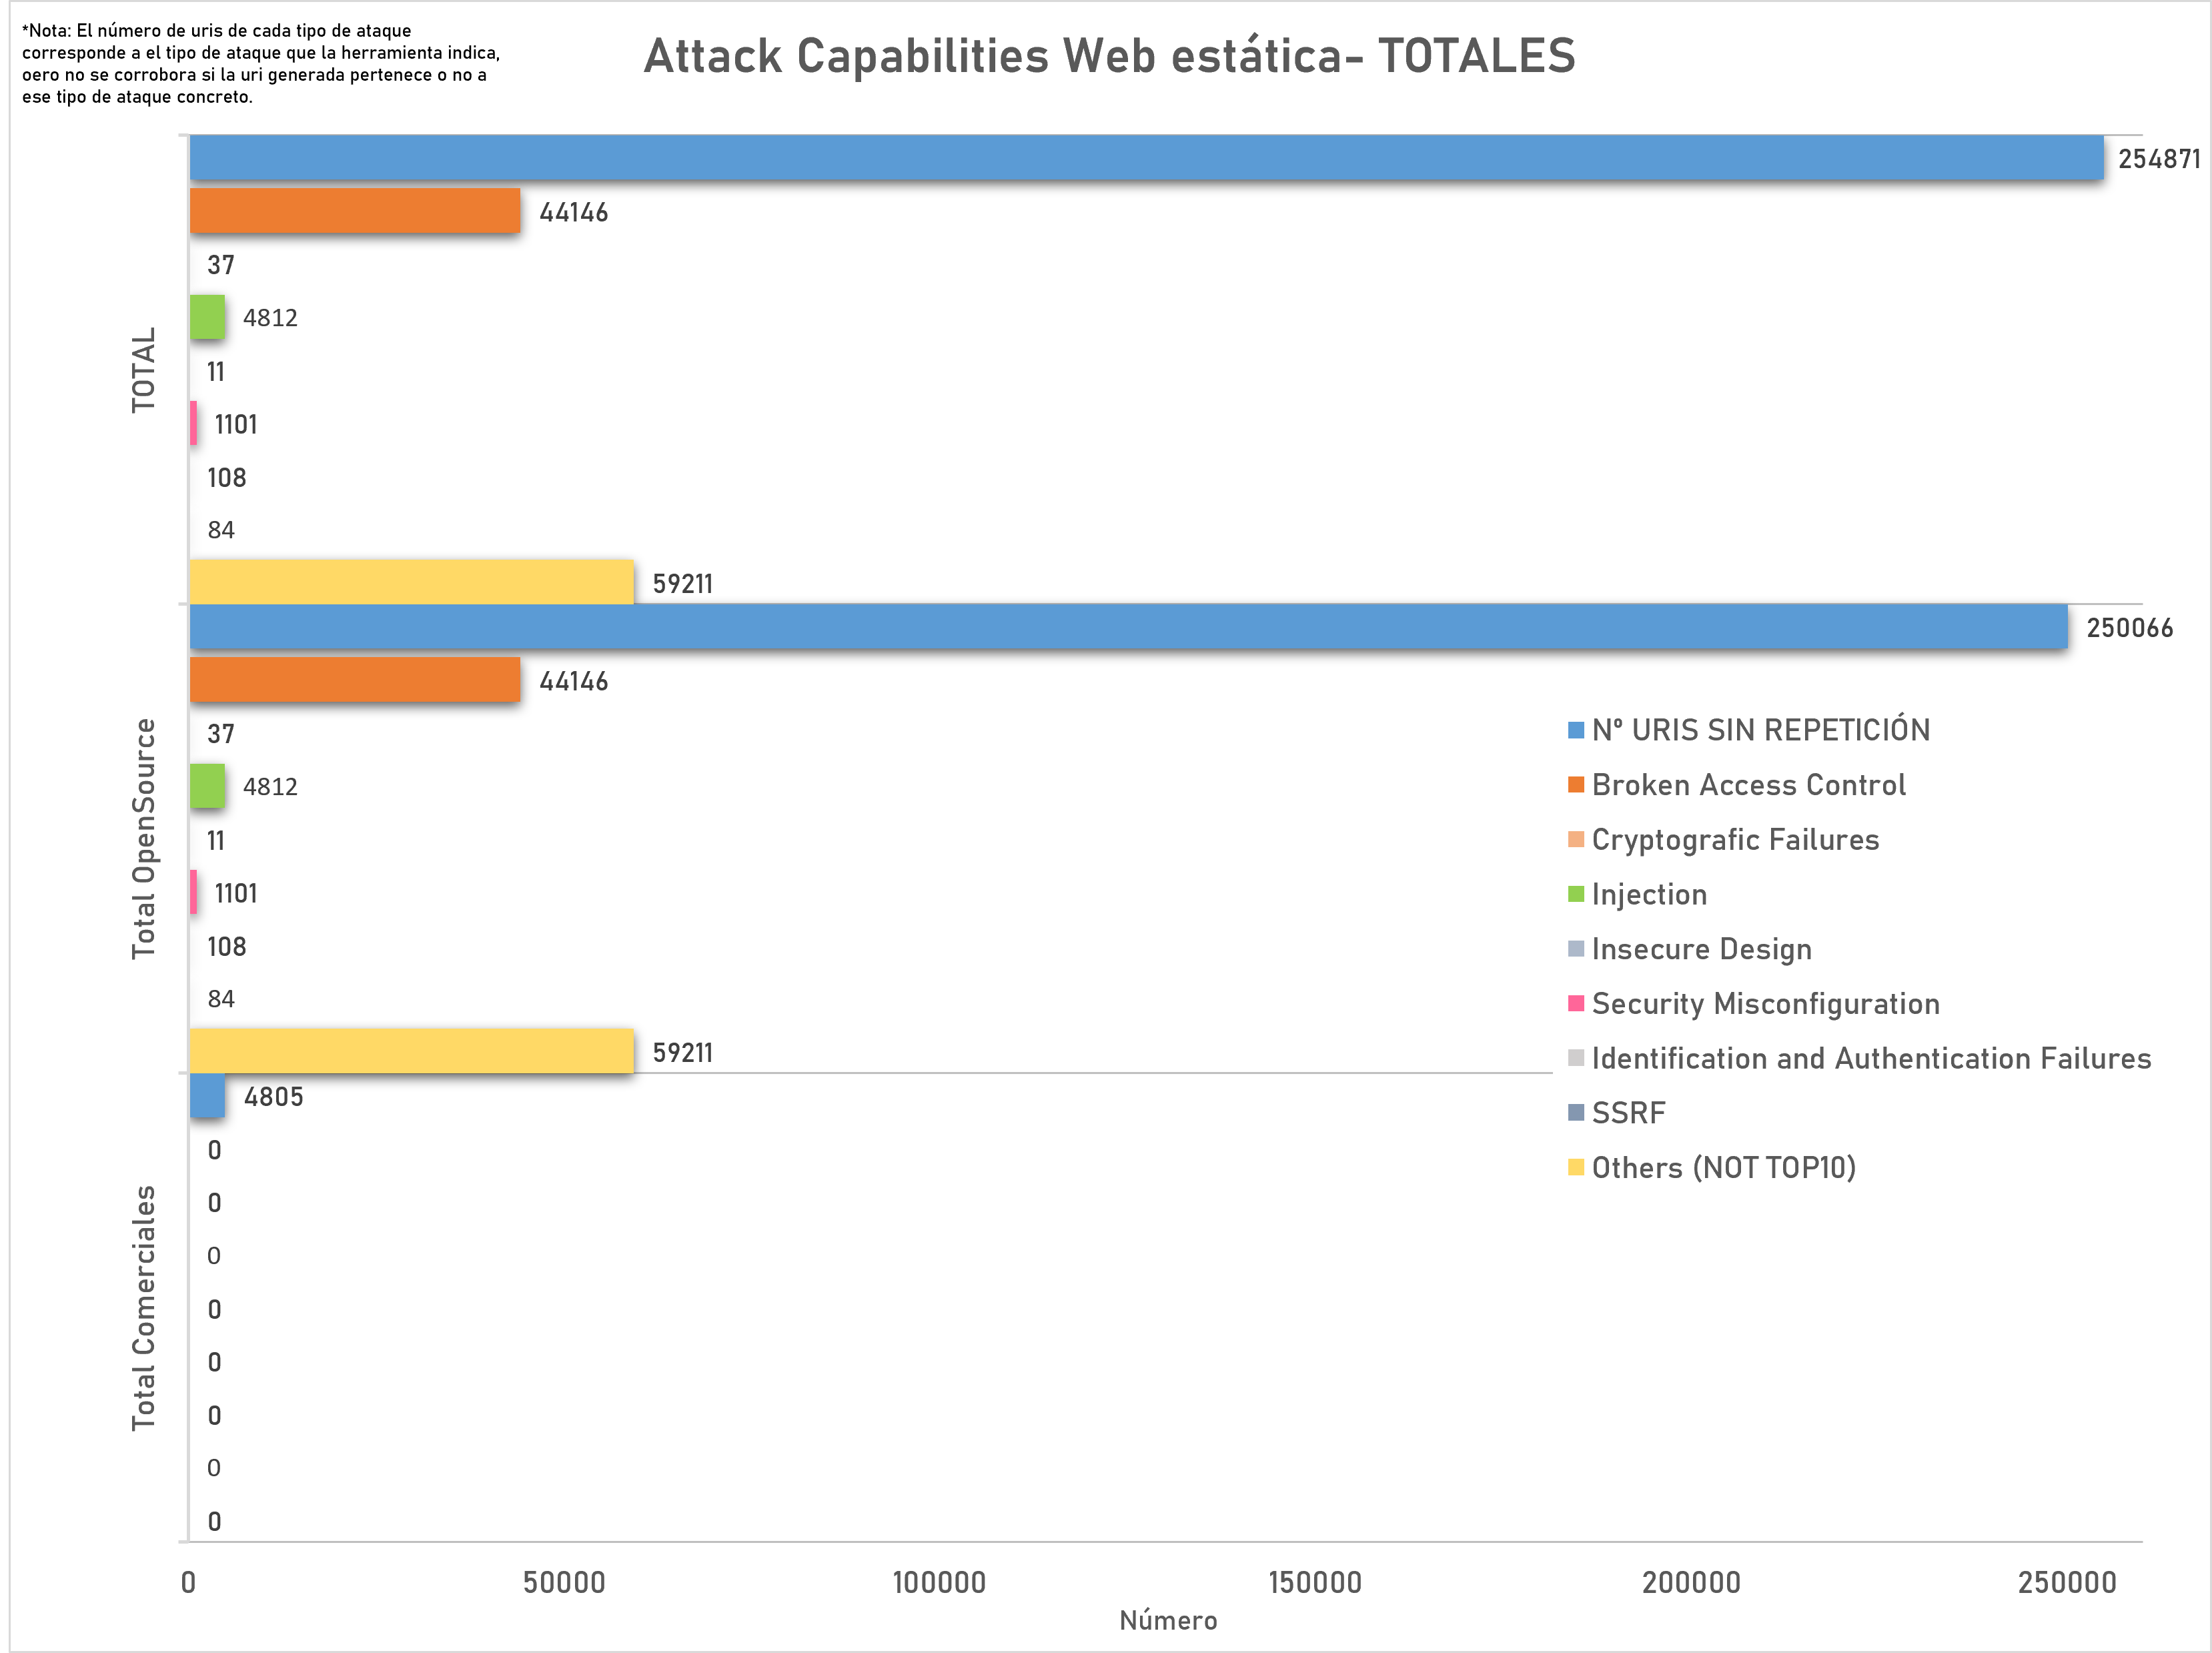 *Nota: El número de uris de cada tipo de ataque
corresponde a el tipo de ataque que la herramienta indica,
oero no se corrobora si la uri generada pertenece o no a
ese tipo de ataque concreto.
Attack Capabilities Web estática- TOTALES
TOTAL
254871
44146
37
4812
11
1101
108
84
59211
Total OpenSource
250066
44146
37
4812
11
1101
108
84
59211
Total Comerciales
4805
0
0
0
0
0
0
0
0
Nº URIS SIN REPETICIÓN
Broken Access Control
Cryptografic Failures
Injection
Insecure Design
Security Misconfiguration
Identification and Authentication Failures
SSRF
Others (NOT TOP10)
0 50000 100000 150000 200000 250000
Número